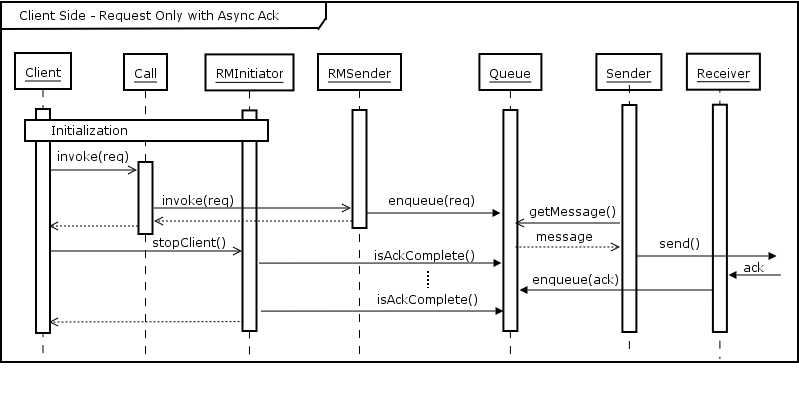 Client Side - Request Only with Async Ack
Client
Call
RMInitiator
RMSender
Queue
Sender
Receiver
Initialization
invoke(req)
invoke(req)
enqueue(req)
getMessage()
message
stopClient()
send()
isAckComplete()
ack
enqueue(ack)
isAckComplete()